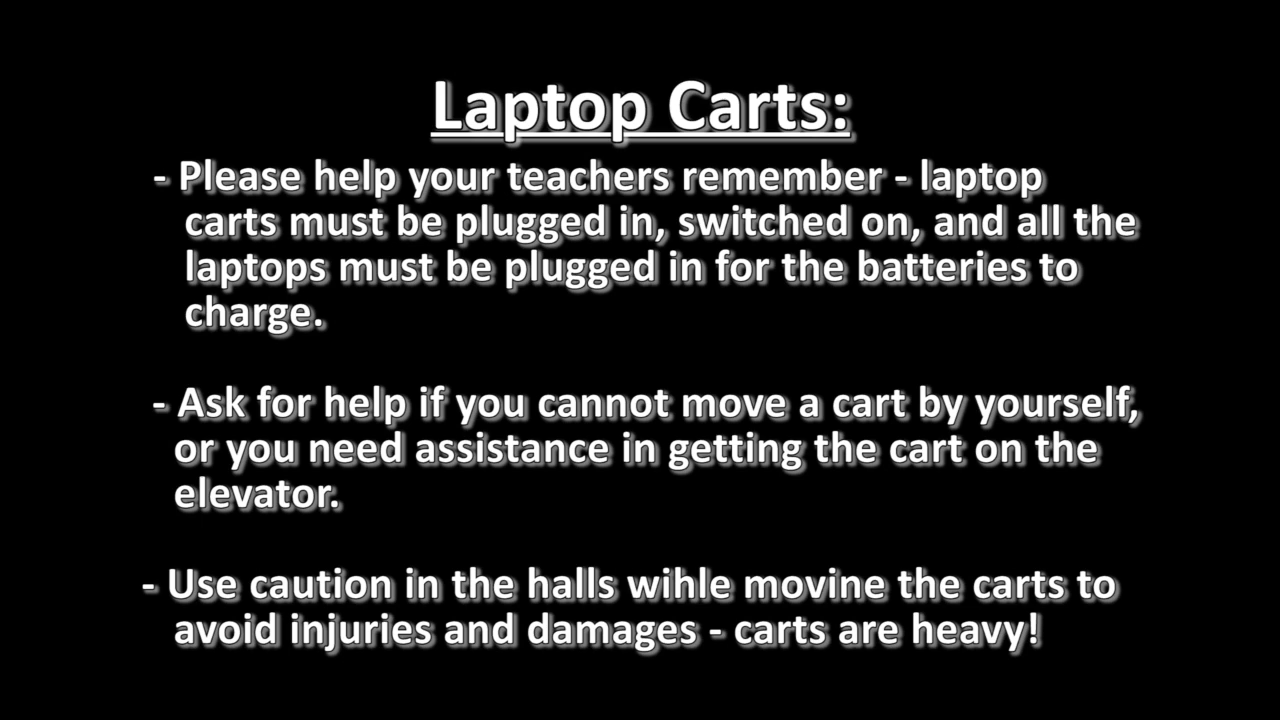 Laptop Carts:
- Please help your teachers remember - laptop
carts must be plugged in, switched on, and all the
laptops must be plugged in for the batteries to
charge.
- Ask for help if you cannot move a cart by yourself,
or you need assistance in getting the cart on the
elevator.
- Use caution in the halls wihle movine the carts to
avoid injuries and damages - carts are heavy!